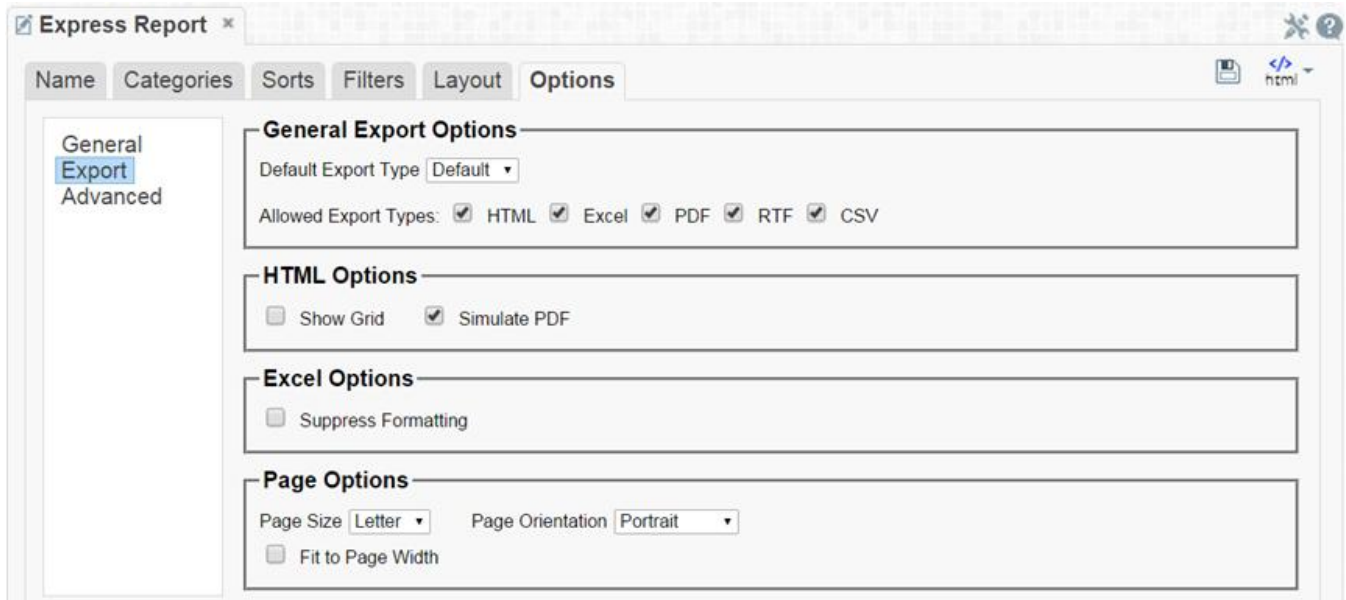 Express Report ×
Name Categories Sorts Filters Layout Options
</> html
General
Export
Advanced
General Export Options
Default Export Type Default
Allowed Export Types: HTML Excel PDF RTF CSV
HTML Options
Show Grid Simulate PDF
Excel Options
Suppress Formatting
Page Options
Page Size Letter Page Orientation Portrait
Fit to Page Width